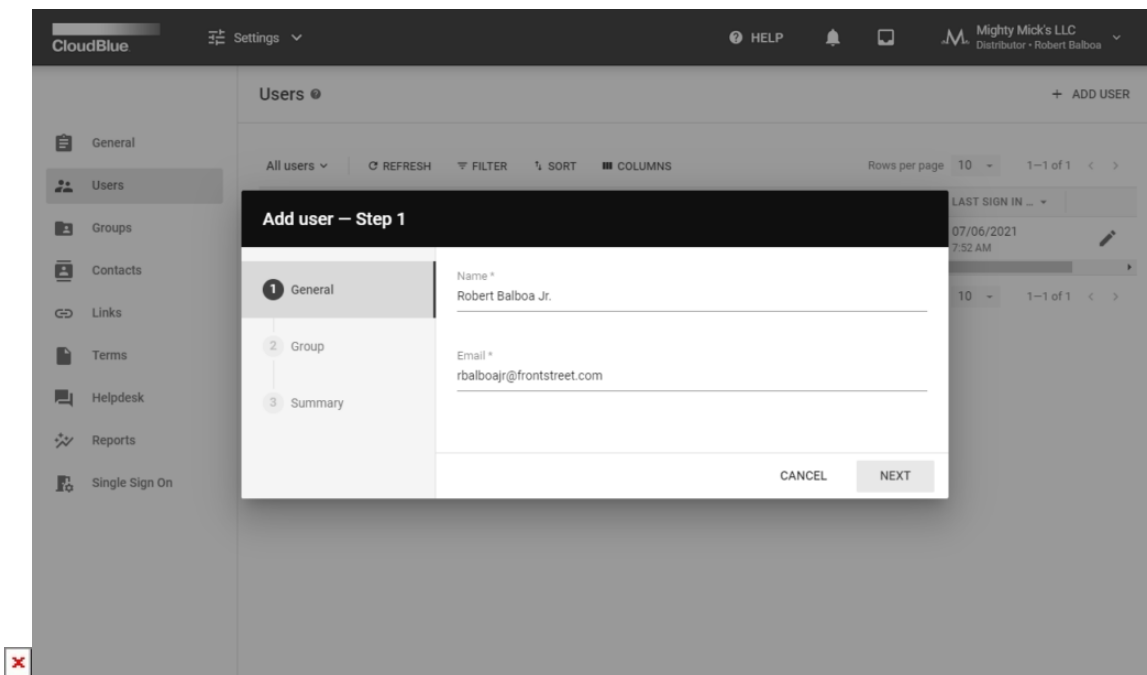 CloudBlue
Settings
HELP
Mighty Mick's LLC
Distributor • Robert Balboa
Users
+ ADD USER
General
Users
Groups
Contacts
Links
Terms
Helpdesk
Reports
Single Sign On
All users
REFRESH
FILTER
SORT
COLUMNS
Rows per page 10 1–1 of 1
LAST SIGN IN ...
07/06/2021
7:52 AM
10 1–1 of 1
Add user — Step 1
1 General
2 Group
3 Summary
Name *
Robert Balboa Jr.
Email *
rbalboajr@frontstreet.com
CANCEL NEXT